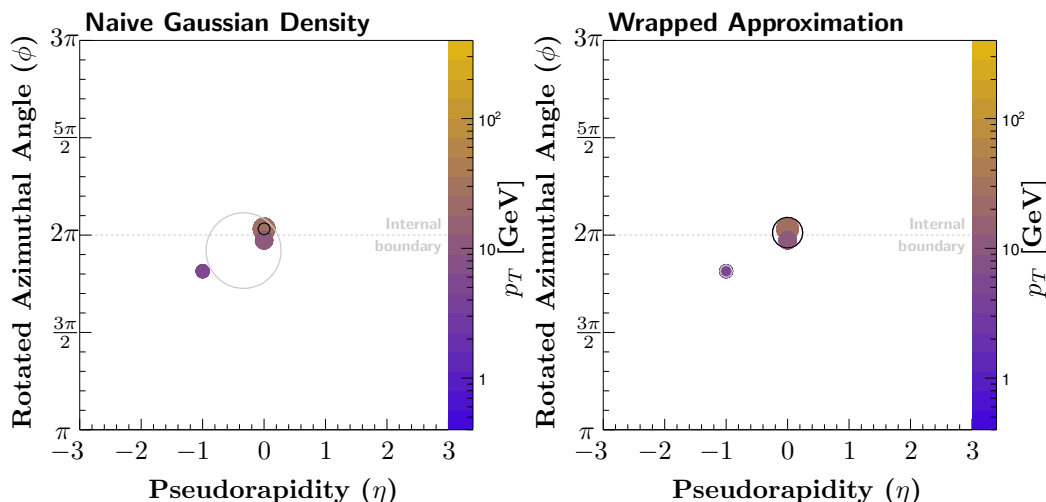 Naive Gaussian Density
Rotated Azimuthal Angle (ϕ)
3π
5π/2
2π
3π/2
π
−3 −2 −1 0 1 2 3
Pseudorapidity (η)
Internal
boundary
10²
10
1
p_T [GeV]
Wrapped Approximation
Rotated Azimuthal Angle (ϕ)
3π
5π/2
2π
3π/2
π
−3 −2 −1 0 1 2 3
Pseudorapidity (η)
Internal
boundary
10²
10
1
p_T [GeV]